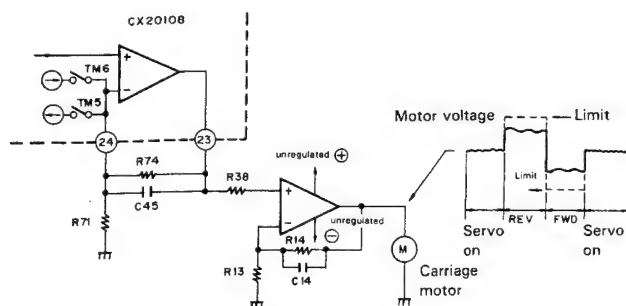 CX20108
+
TM6
−
TM5
24
23
R74
C45
R71
R38
unregulated +
+
−
unregulated
−
R14
C14
R13
M
Carriage
motor
Motor voltage
Limit
Limit
REV
FWD
Servo
on
Servo
on